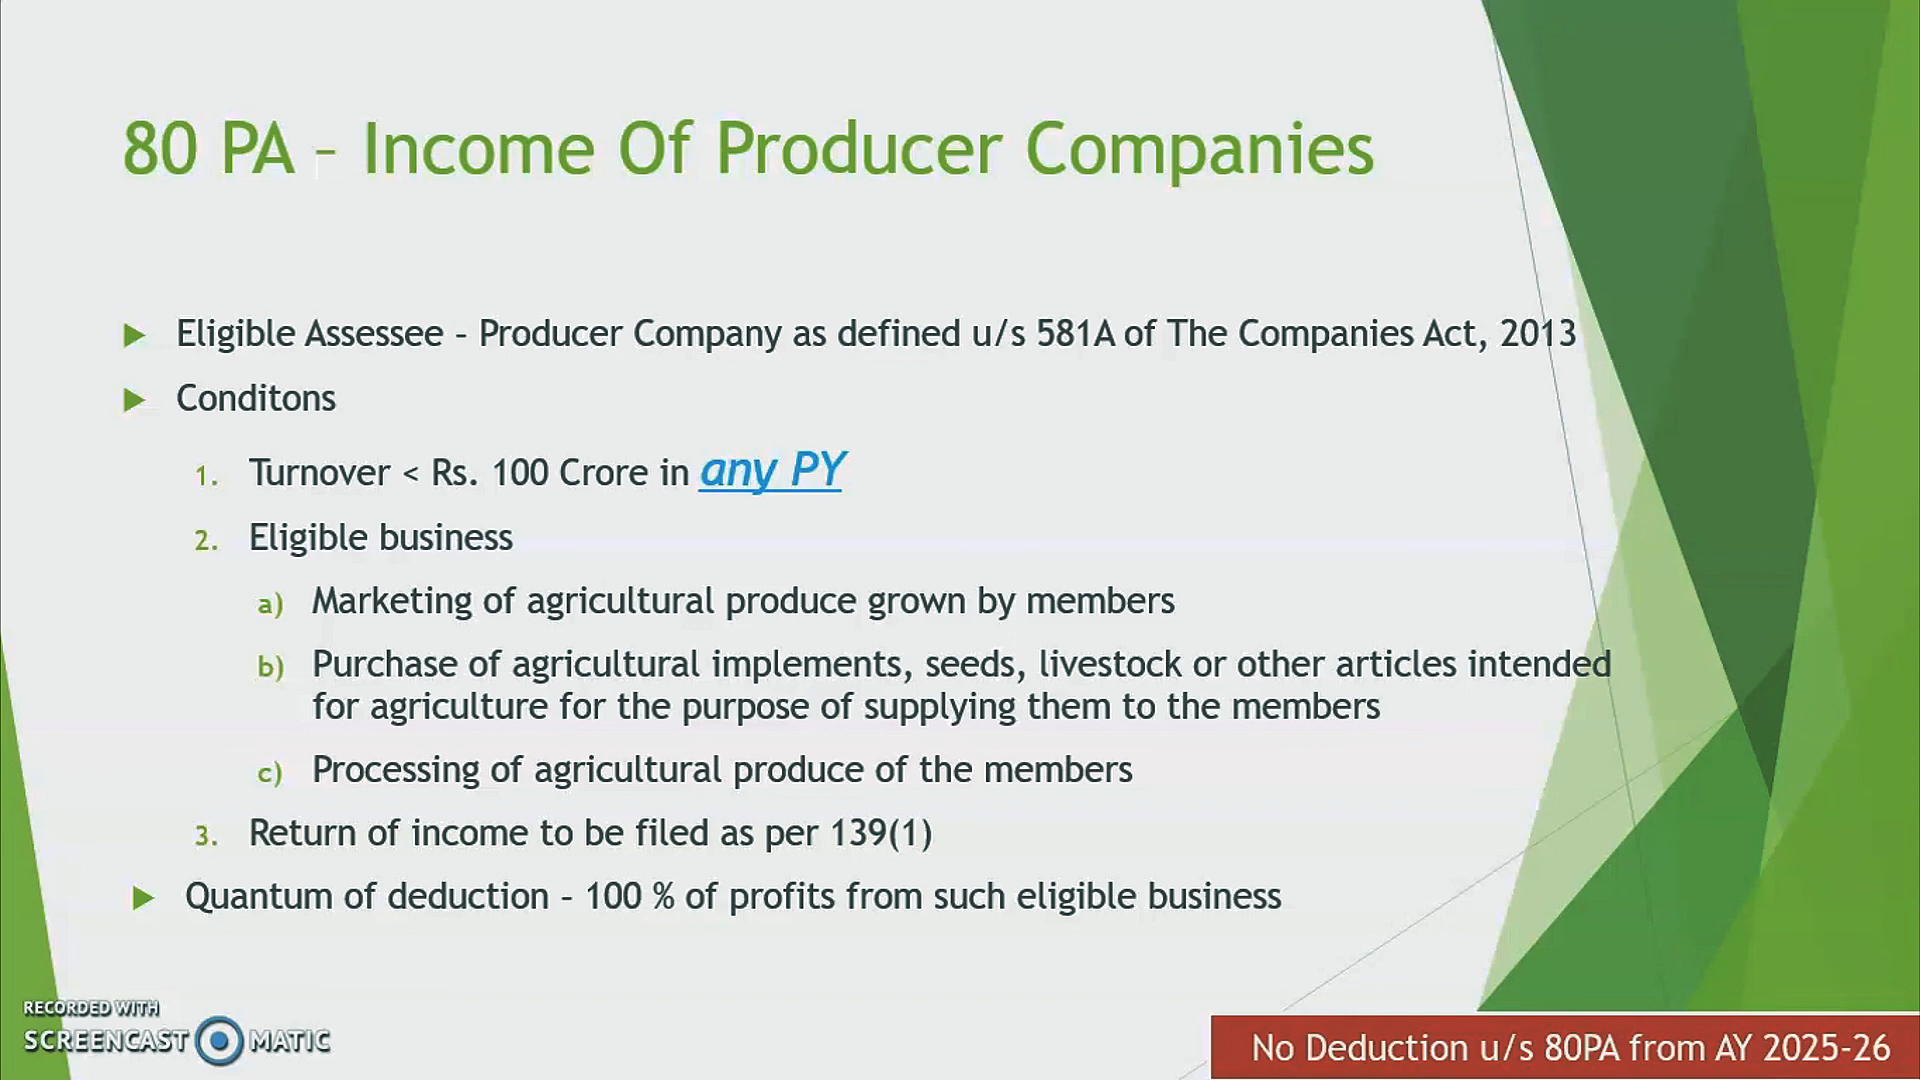 80 PA – Income Of Producer Companies
Eligible Assessee – Producer Company as defined u/s 581A of The Companies Act, 2013
Conditons
1. Turnover < Rs. 100 Crore in any PY
2. Eligible business
a) Marketing of agricultural produce grown by members
b) Purchase of agricultural implements, seeds, livestock or other articles intended
for agriculture for the purpose of supplying them to the members
c) Processing of agricultural produce of the members
3. Return of income to be filed as per 139(1)
Quantum of deduction – 100 % of profits from such eligible business
RECORDED WITH
SCREENCAST MATIC
No Deduction u/s 80PA from AY 2025-26